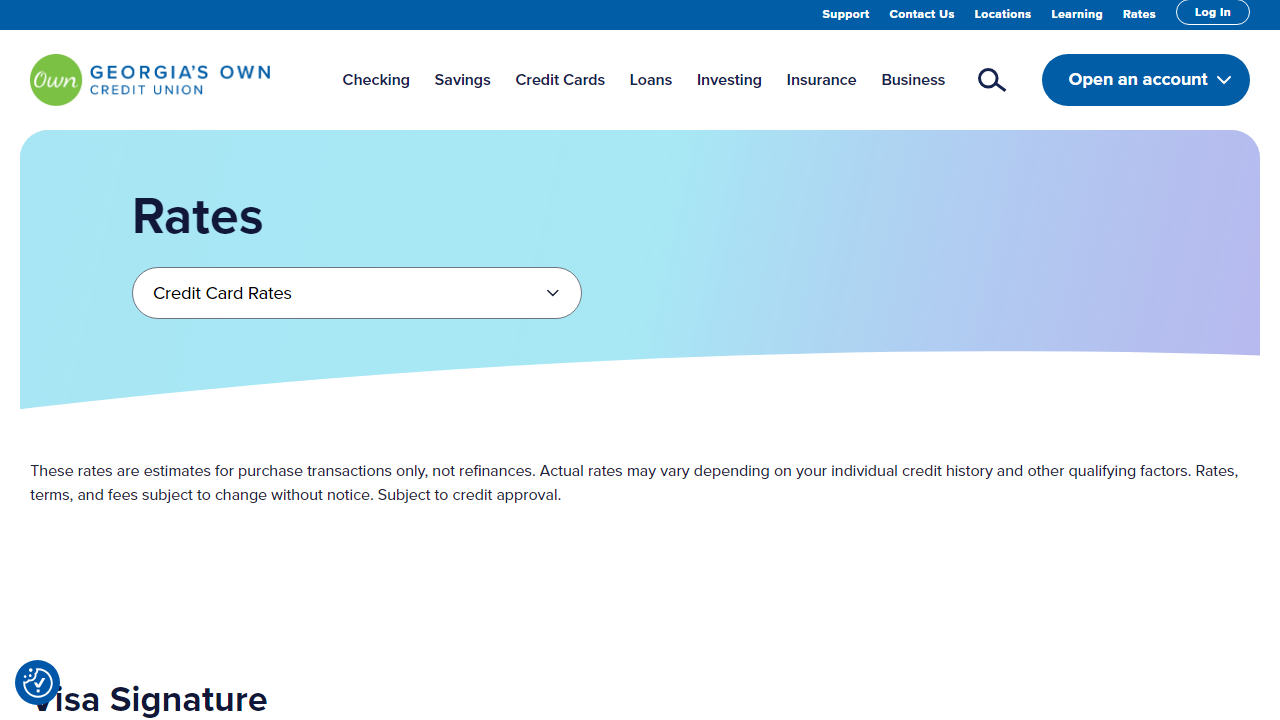 Support Contact Us Locations Learning Rates Log In
Own GEORGIA'S OWN
CREDIT UNION
Checking Savings Credit Cards Loans Investing Insurance Business Open an account
Rates
Credit Card Rates
These rates are estimates for purchase transactions only, not refinances. Actual rates may vary depending on your individual credit history and other qualifying factors. Rates,
terms, and fees subject to change without notice. Subject to credit approval.
Visa Signature